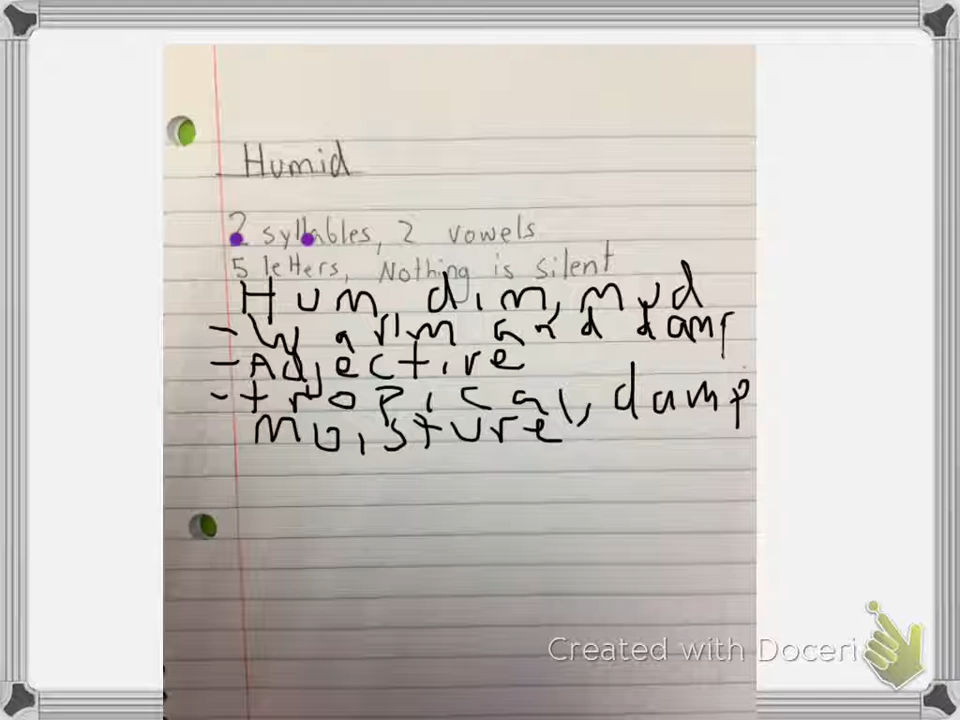 Humid
2 syllables, 2 vowels
5 letters, Nothing is silent
Hum dim, mud
- Warm and damp
- Adjective
- tropical, damp
moisture
Created with Doceri